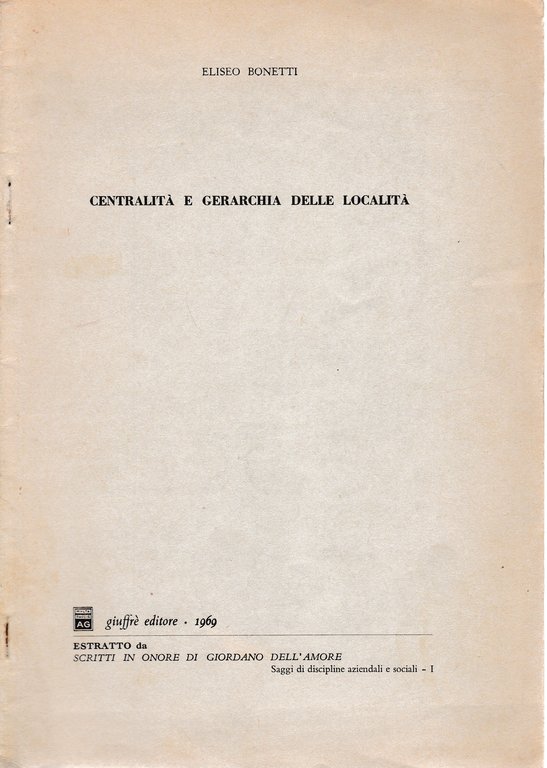 ELISEO BONETTI
CENTRALITÀ E GERARCHIA DELLE LOCALITÀ
AG
giuffrè editore · 1969
ESTRATTO da
SCRITTI IN ONORE DI GIORDANO DELL'AMORE
Saggi di discipline aziendali e sociali - I